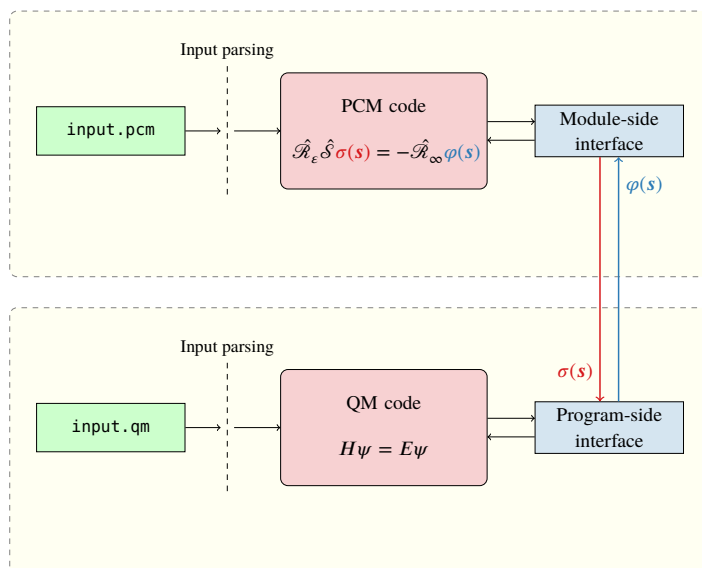 Input parsing
input.pcm
PCM code
ℛ̂_ε 𝒮̂σ(s) = −ℛ̂_∞φ(s)
Module-side
interface
φ(s)
σ(s)
Input parsing
input.qm
QM code
Hψ = Eψ
Program-side
interface